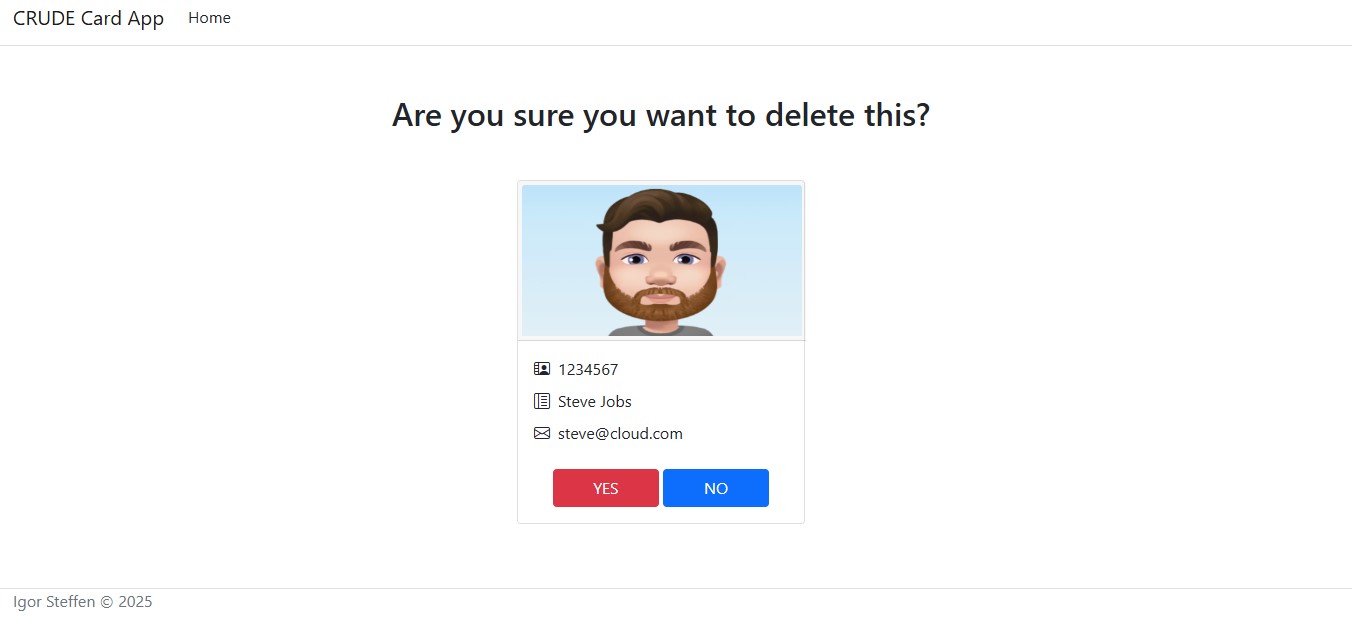 CRUDE Card App Home
Are you sure you want to delete this?
1234567
Steve Jobs
steve@cloud.com
YES NO
Igor Steffen © 2025